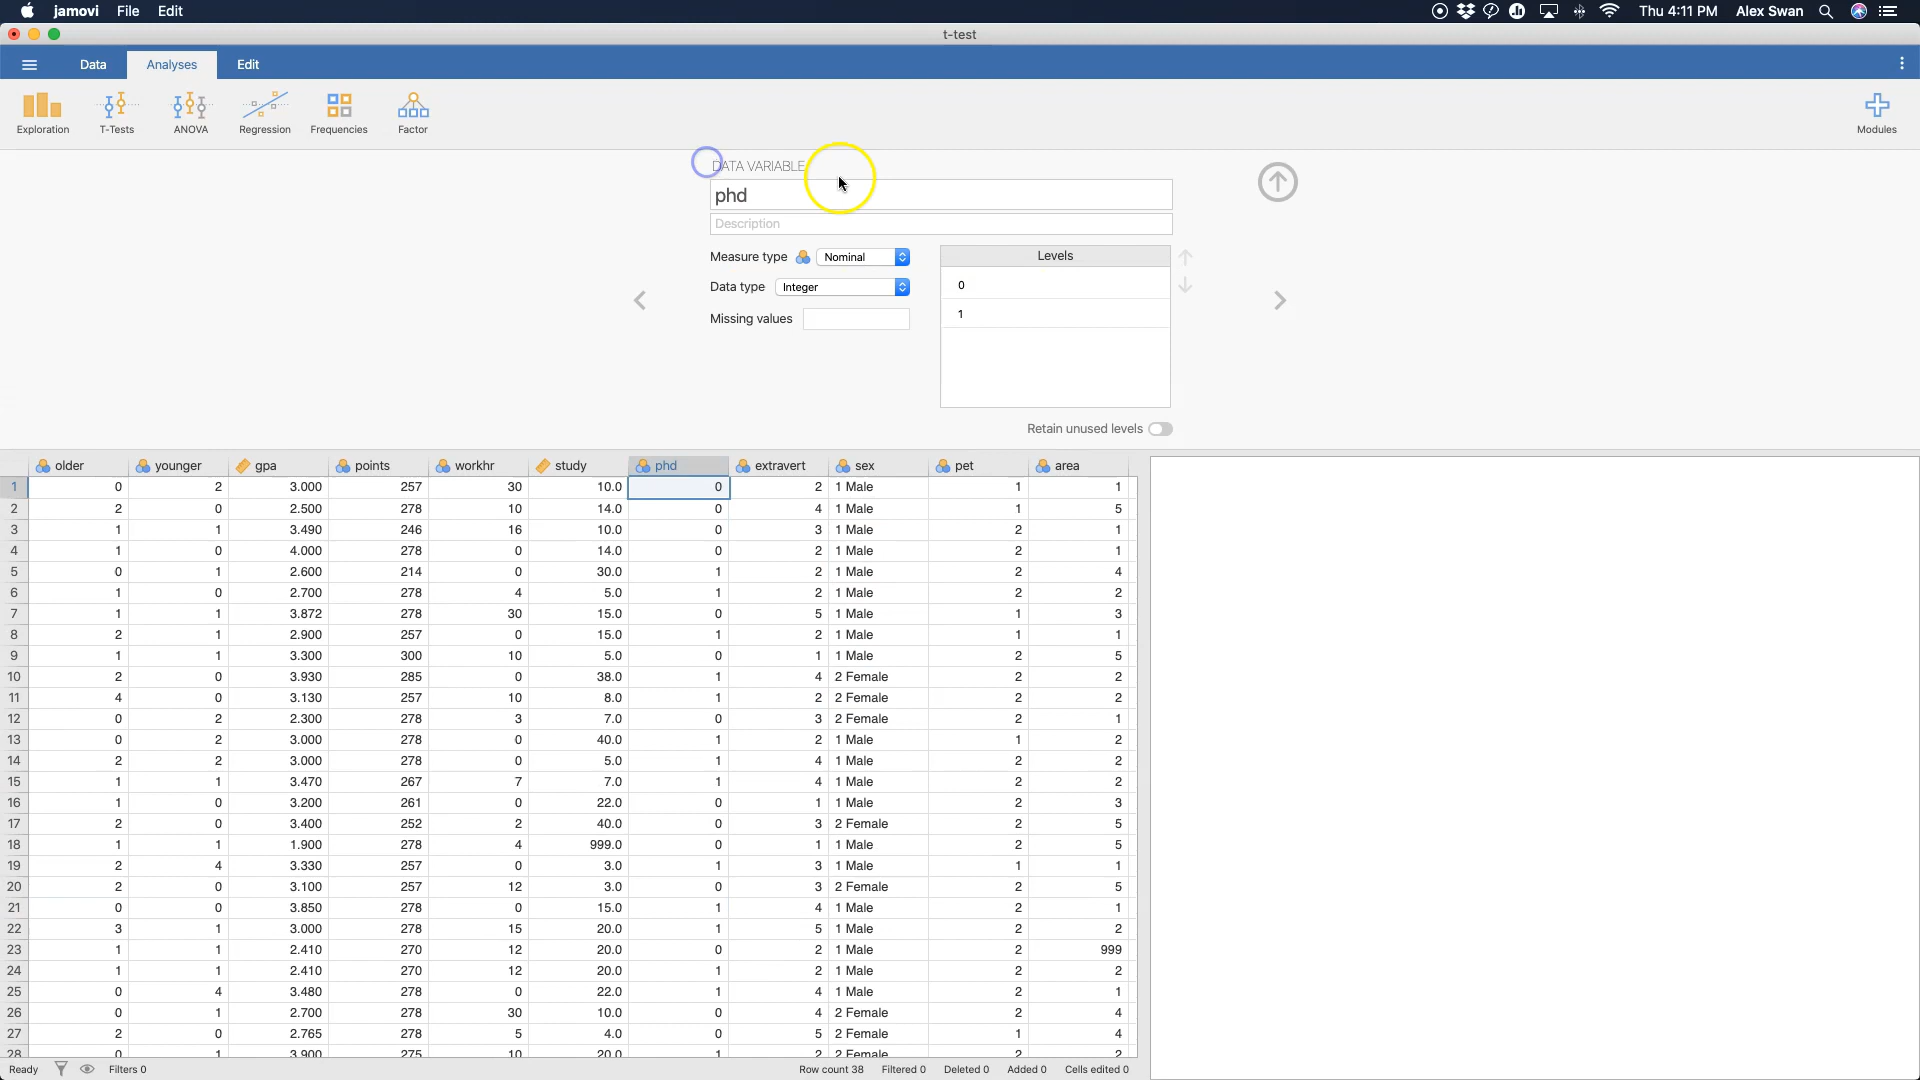 jamovi File Edit Thu 4:11 PM Alex Swan
t-test
Data Analyses Edit
Exploration T-Tests ANOVA Regression Frequencies Factor Modules
DATA VARIABLE
phd
Description
Measure type Nominal
Data type Integer
Missing values
Levels
0
1
Retain unused levels
older younger gpa points workhr study phd extravert sex pet area
1 0 2 3.000 257 30 10.0 0 2 1 Male 1 1
2 2 0 2.500 278 10 14.0 0 4 1 Male 1 5
3 1 1 3.490 246 16 10.0 0 3 1 Male 2 1
4 1 0 4.000 278 0 14.0 0 2 1 Male 2 1
5 0 1 2.600 214 0 30.0 1 2 1 Male 2 4
6 1 0 2.700 278 4 5.0 1 2 1 Male 2 2
7 1 1 3.872 278 30 15.0 0 5 1 Male 1 3
8 2 1 2.900 257 0 15.0 1 2 1 Male 1 1
9 1 1 3.300 300 10 5.0 0 1 1 Male 2 5
10 2 0 3.930 285 0 38.0 1 4 2 Female 2 2
11 4 0 3.130 257 10 8.0 1 2 2 Female 2 2
12 0 2 2.300 278 3 7.0 0 3 2 Female 2 1
13 0 2 3.000 278 0 40.0 1 2 1 Male 1 2
14 2 2 3.000 278 0 5.0 1 4 1 Male 2 2
15 1 1 3.470 267 7 7.0 1 4 1 Male 2 2
16 1 0 3.200 261 0 22.0 0 1 1 Male 2 3
17 2 0 3.400 252 2 40.0 0 3 2 Female 2 5
18 1 1 1.900 278 4 999.0 0 1 1 Male 2 5
19 2 4 3.330 257 0 3.0 1 3 1 Male 1 1
20 2 0 3.100 257 12 3.0 0 3 2 Female 2 5
21 0 0 3.850 278 0 15.0 1 4 1 Male 2 1
22 3 1 3.000 278 15 20.0 1 5 1 Male 2 2
23 1 1 2.410 270 12 20.0 0 2 1 Male 2 999
24 1 1 2.410 270 12 20.0 1 2 1 Male 2 2
25 0 4 3.480 278 0 22.0 1 4 1 Male 2 1
26 0 1 2.700 278 30 10.0 0 4 2 Female 2 4
27 2 0 2.765 278 5 4.0 0 5 2 Female 1 4
28 0 1 3.900 275 10 20.0 1 2 2 Female 2 2
Ready Filters 0 Row count 38 Filtered 0 Deleted 0 Added 0 Cells edited 0